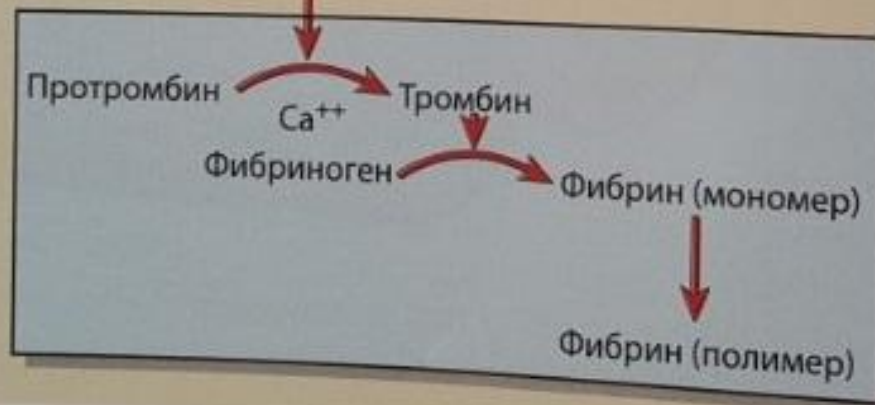 Протромбин Тромбин
Ca++
Фибриноген Фибрин (мономер)
Фибрин (полимер)